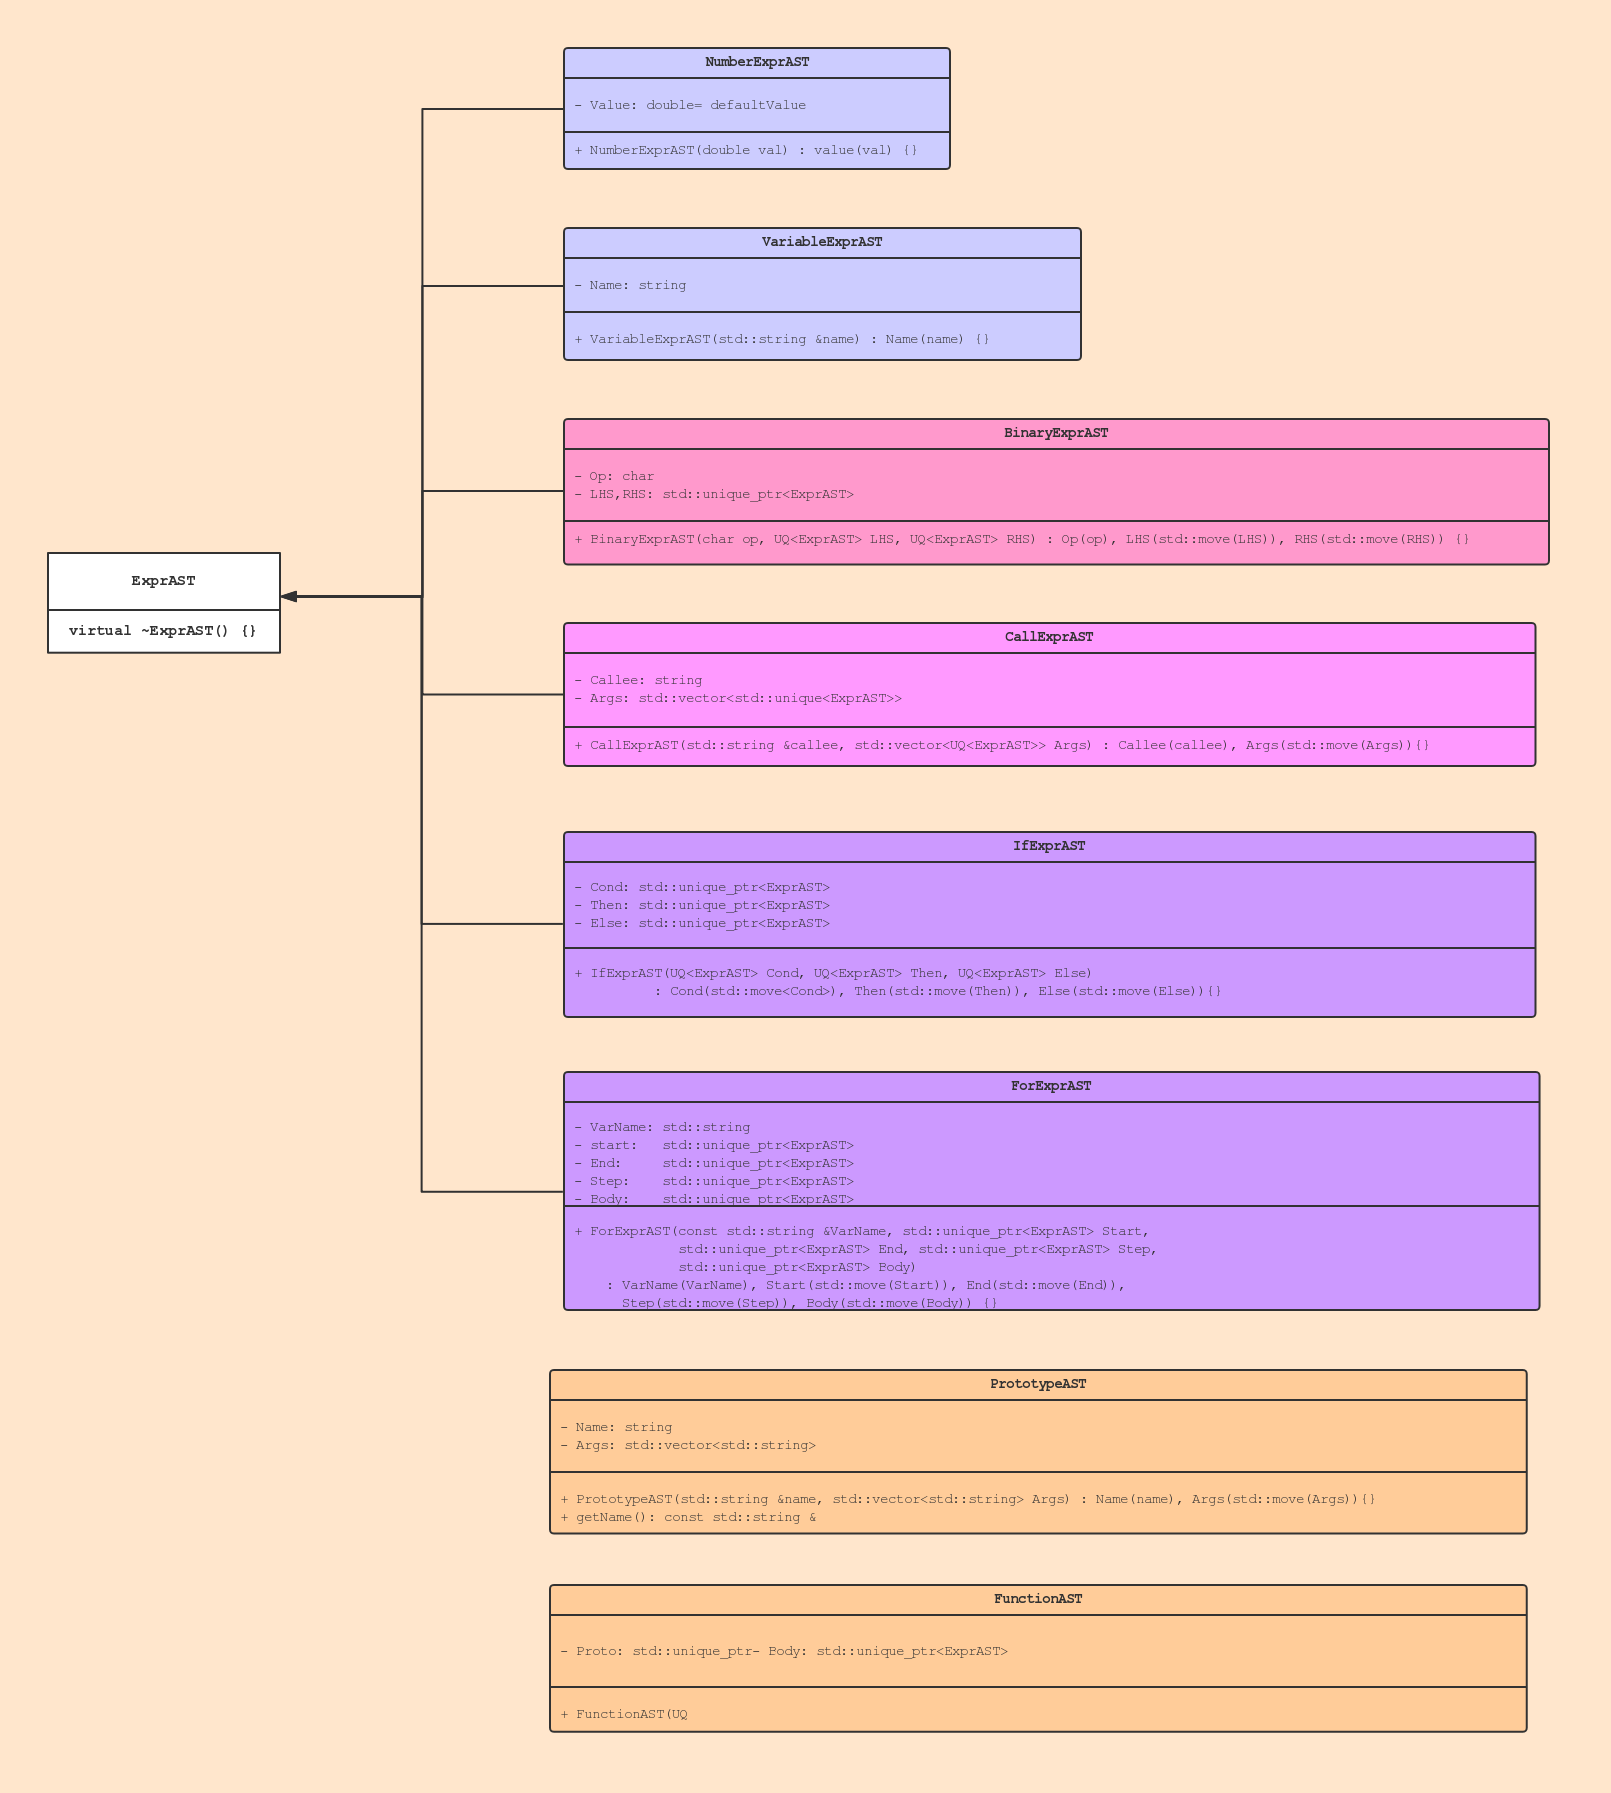 NumberExprAST
- Value: double= defaultValue
+ NumberExprAST(double val) : value(val) {}
VariableExprAST
- Name: string
+ VariableExprAST(std::string &name) : Name(name) {}
BinaryExprAST
- Op: char
- LHS,RHS: std::unique_ptr<ExprAST>
+ BinaryExprAST(char op, UQ<ExprAST> LHS, UQ<ExprAST> RHS) : Op(op), LHS(std::move(LHS)), RHS(std::move(RHS)) {}
ExprAST
virtual ~ExprAST() {}
CallExprAST
- Callee: string
- Args: std::vector<std::unique<ExprAST>>
+ CallExprAST(std::string &callee, std::vector<UQ<ExprAST>> Args) : Callee(callee), Args(std::move(Args)){}
IfExprAST
- Cond: std::unique_ptr<ExprAST>
- Then: std::unique_ptr<ExprAST>
- Else: std::unique_ptr<ExprAST>
+ IfExprAST(UQ<ExprAST> Cond, UQ<ExprAST> Then, UQ<ExprAST> Else)
: Cond(std::move<Cond>), Then(std::move(Then)), Else(std::move(Else)){}
ForExprAST
- VarName: std::string
- start:   std::unique_ptr<ExprAST>
- End:     std::unique_ptr<ExprAST>
- Step:    std::unique_ptr<ExprAST>
- Body:    std::unique_ptr<ExprAST>
+ ForExprAST(const std::string &VarName, std::unique_ptr<ExprAST> Start,
std::unique_ptr<ExprAST> End, std::unique_ptr<ExprAST> Step,
std::unique_ptr<ExprAST> Body)
: VarName(VarName), Start(std::move(Start)), End(std::move(End)),
Step(std::move(Step)), Body(std::move(Body)) {}
PrototypeAST
- Name: string
- Args: std::vector<std::string>
+ PrototypeAST(std::string &name, std::vector<std::string> Args) : Name(name), Args(std::move(Args)){}
+ getName(): const std::string &
FunctionAST
- Proto: std::unique_ptr- Body: std::unique_ptr<ExprAST>
+ FunctionAST(UQ